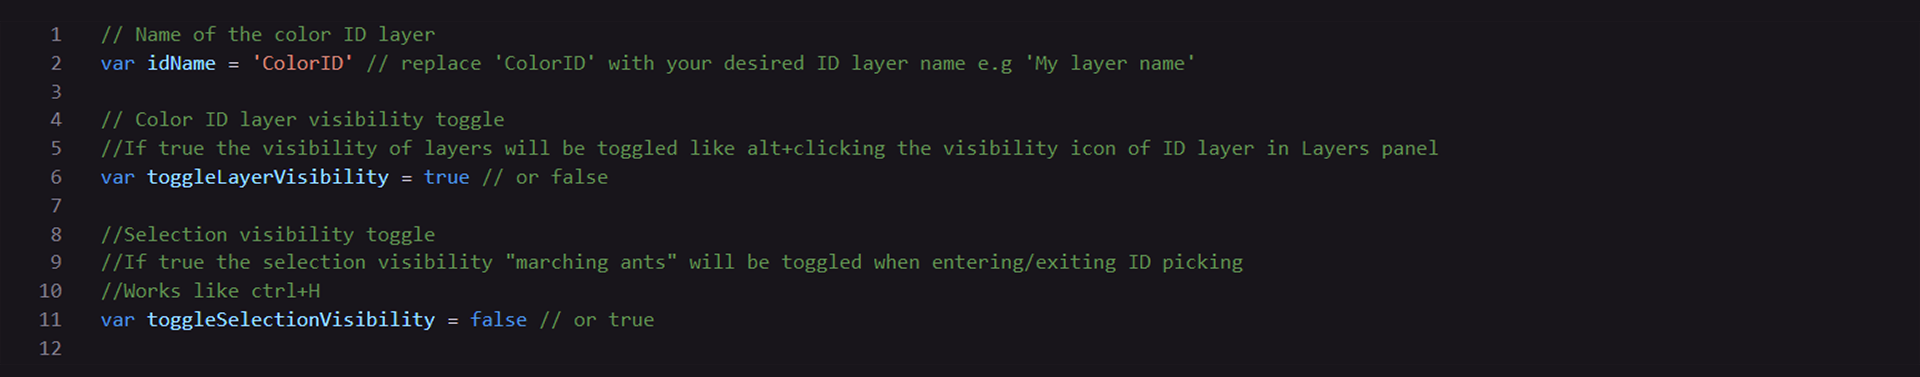 1 // Name of the color ID layer
2 var idName = 'ColorID' // replace 'ColorID' with your desired ID layer name e.g 'My layer name'
3
4 // Color ID layer visibility toggle
5 //If true the visibility of layers will be toggled like alt+clicking the visibility icon of ID layer in Layers panel
6 var toggleLayerVisibility = true // or false
7
8 //Selection visibility toggle
9 //If true the selection visibility "marching ants" will be toggled when entering/exiting ID picking
10 //Works like ctrl+H
11 var toggleSelectionVisibility = false // or true
12